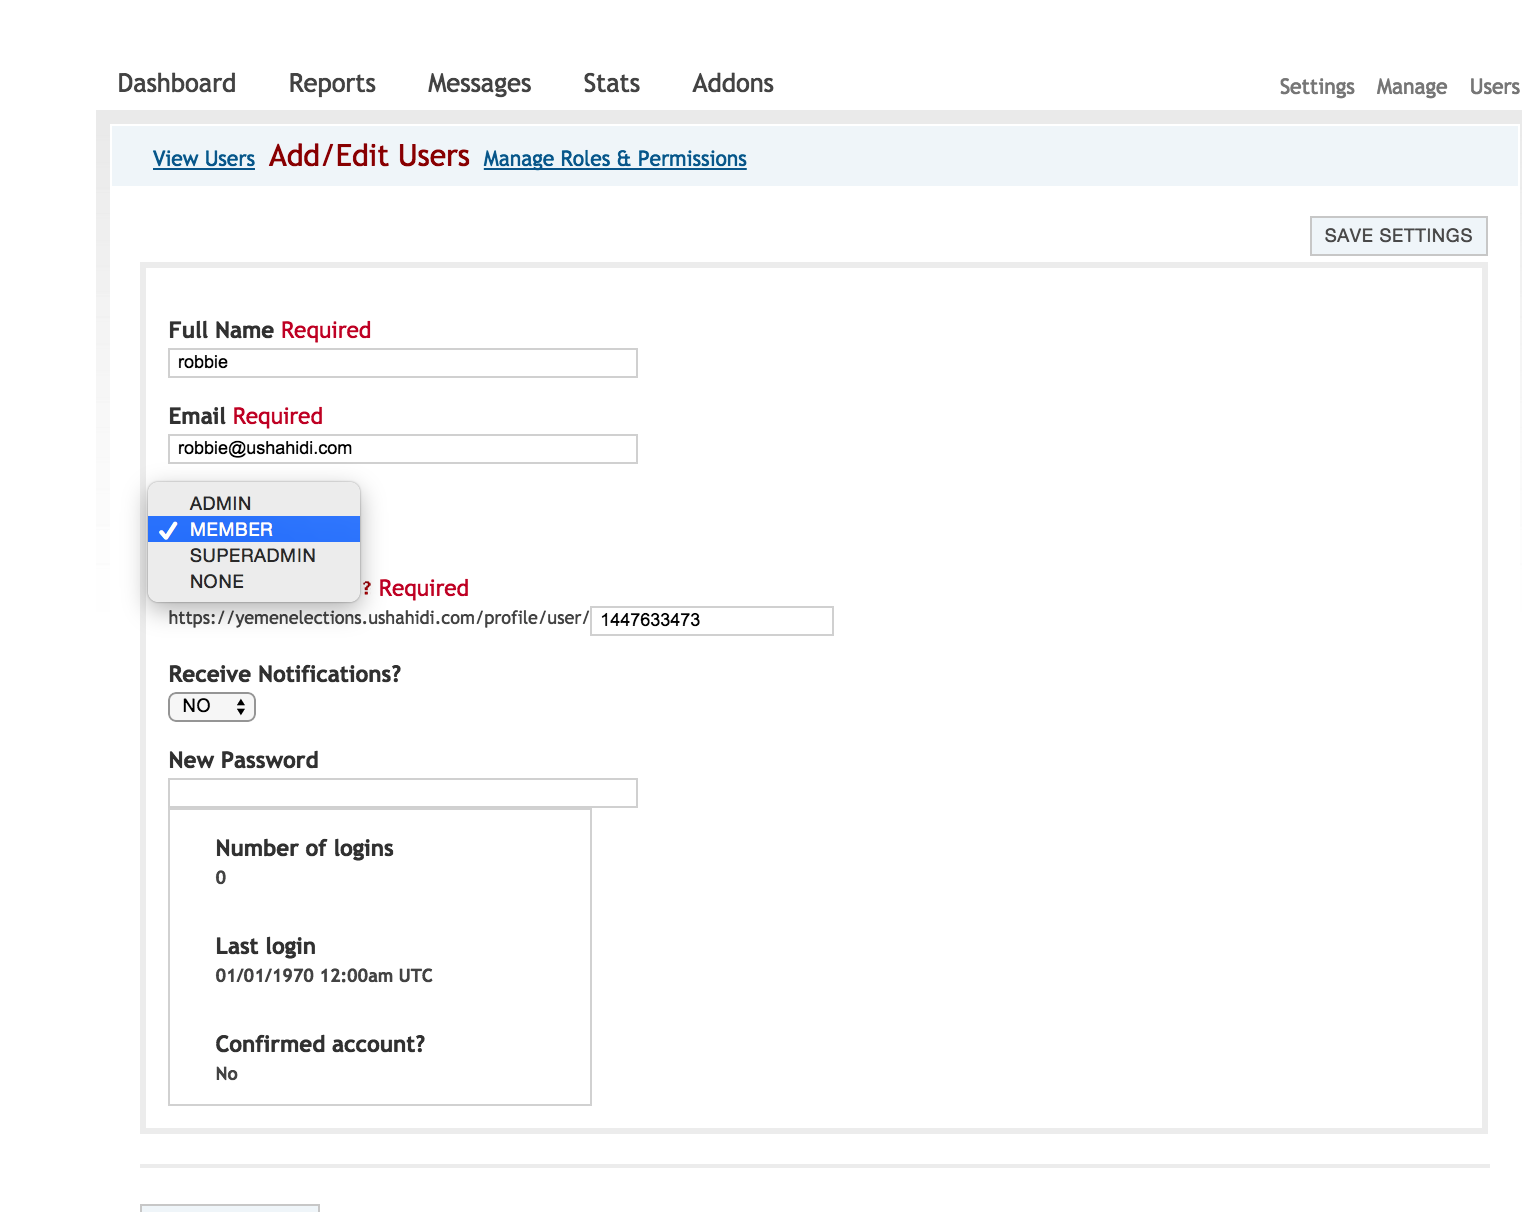 Dashboard Reports Messages Stats Addons Settings Manage Users
View Users Add/Edit Users Manage Roles & Permissions
SAVE SETTINGS
Full Name Required
robbie
Email Required
robbie@ushahidi.com
ADMIN
MEMBER
SUPERADMIN
NONE
? Required
https://yemenelections.ushahidi.com/profile/user/ 1447633473
Receive Notifications?
NO
New Password
Number of logins
0
Last login
01/01/1970 12:00am UTC
Confirmed account?
No